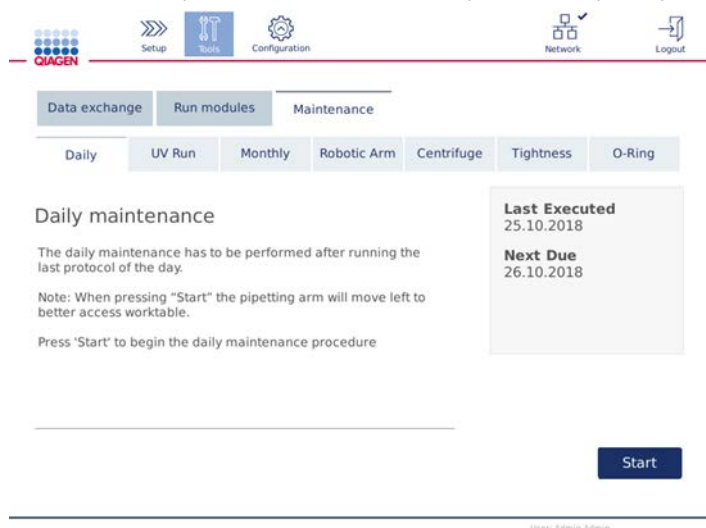 QIAGEN
Setup
Tools
Configuration
Network
Logout
Data exchange
Run modules
Maintenance
Daily
UV Run
Monthly
Robotic Arm
Centrifuge
Tightness
O-Ring
Daily maintenance
The daily maintenance has to be performed after running the
last protocol of the day.
Note: When pressing "Start" the pipetting arm will move left to
better access worktable.
Press 'Start' to begin the daily maintenance procedure
Last Executed
25.10.2018
Next Due
26.10.2018
Start